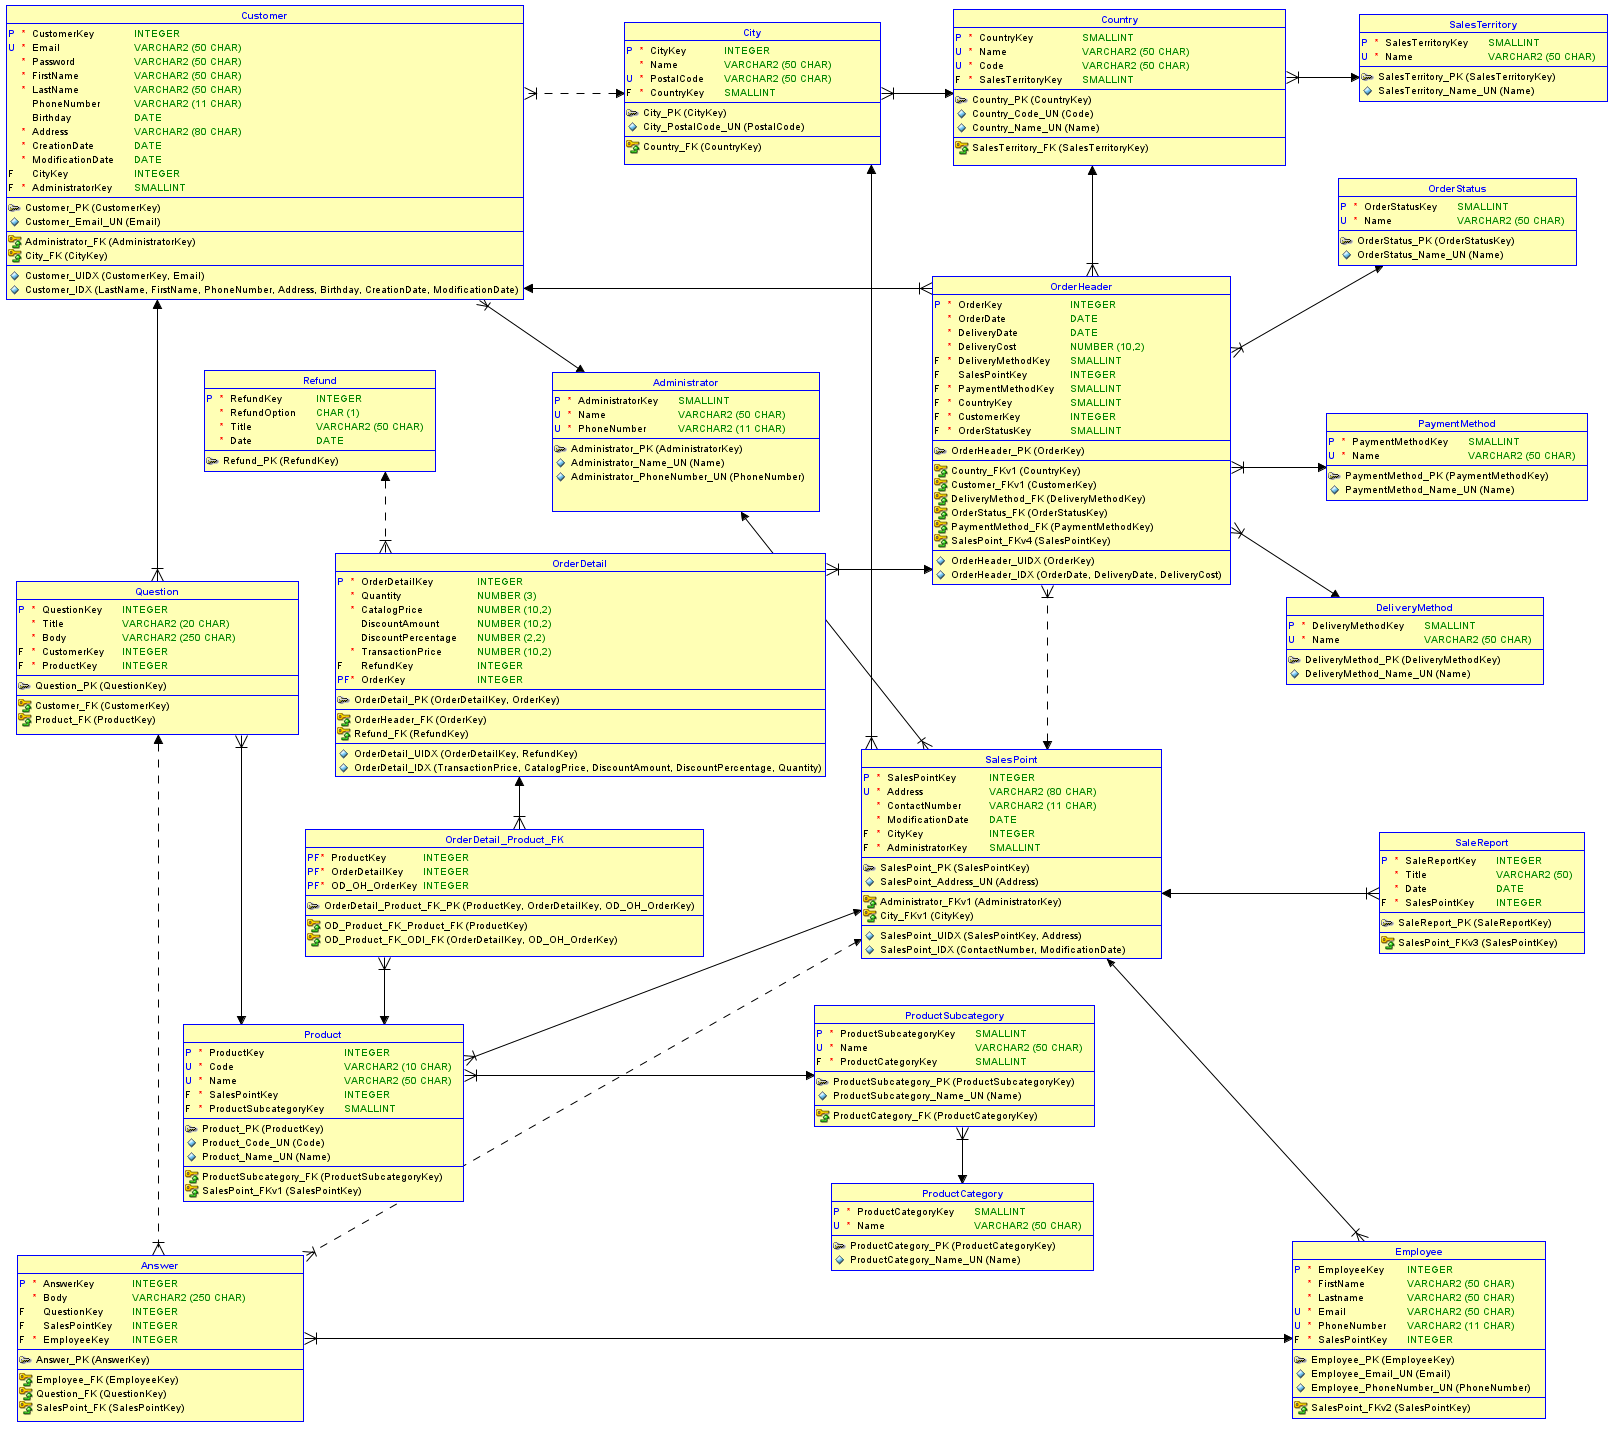 Customer
P * CustomerKey INTEGER
U * Email VARCHAR2 (50 CHAR)
* Password VARCHAR2 (50 CHAR)
* FirstName VARCHAR2 (50 CHAR)
* LastName VARCHAR2 (50 CHAR)
PhoneNumber VARCHAR2 (11 CHAR)
Birthday DATE
* Address VARCHAR2 (80 CHAR)
* CreationDate DATE
* ModificationDate DATE
F CityKey INTEGER
F * AdministratorKey SMALLINT
Customer_PK (CustomerKey)
Customer_Email_UN (Email)
Administrator_FK (AdministratorKey)
City_FK (CityKey)
Customer_UIDX (CustomerKey, Email)
Customer_IDX (LastName, FirstName, PhoneNumber, Address, Birthday, CreationDate, ModificationDate)
City
P * CityKey INTEGER
* Name VARCHAR2 (50 CHAR)
U * PostalCode VARCHAR2 (50 CHAR)
F * CountryKey SMALLINT
City_PK (CityKey)
City_PostalCode_UN (PostalCode)
Country_FK (CountryKey)
Country
P * CountryKey SMALLINT
U * Name VARCHAR2 (50 CHAR)
U * Code VARCHAR2 (50 CHAR)
F * SalesTerritoryKey SMALLINT
Country_PK (CountryKey)
Country_Code_UN (Code)
Country_Name_UN (Name)
SalesTerritory_FK (SalesTerritoryKey)
SalesTerritory
P * SalesTerritoryKey SMALLINT
U * Name VARCHAR2 (50 CHAR)
SalesTerritory_PK (SalesTerritoryKey)
SalesTerritory_Name_UN (Name)
OrderStatus
P * OrderStatusKey SMALLINT
U * Name VARCHAR2 (50 CHAR)
OrderStatus_PK (OrderStatusKey)
OrderStatus_Name_UN (Name)
OrderHeader
P * OrderKey INTEGER
* OrderDate DATE
* DeliveryDate DATE
* DeliveryCost NUMBER (10,2)
F * DeliveryMethodKey SMALLINT
F SalesPointKey INTEGER
F * PaymentMethodKey SMALLINT
F * CountryKey SMALLINT
F * CustomerKey INTEGER
F * OrderStatusKey SMALLINT
OrderHeader_PK (OrderKey)
Country_FKv1 (CountryKey)
Customer_FKv1 (CustomerKey)
DeliveryMethod_FK (DeliveryMethodKey)
OrderStatus_FK (OrderStatusKey)
PaymentMethod_FK (PaymentMethodKey)
SalesPoint_FKv4 (SalesPointKey)
OrderHeader_UIDX (OrderKey)
OrderHeader_IDX (OrderDate, DeliveryDate, DeliveryCost)
Refund
P * RefundKey INTEGER
* RefundOption CHAR (1)
* Title VARCHAR2 (50 CHAR)
* Date DATE
Refund_PK (RefundKey)
Administrator
P * AdministratorKey SMALLINT
U * Name VARCHAR2 (50 CHAR)
U * PhoneNumber VARCHAR2 (11 CHAR)
Administrator_PK (AdministratorKey)
Administrator_Name_UN (Name)
Administrator_PhoneNumber_UN (PhoneNumber)
PaymentMethod
P * PaymentMethodKey SMALLINT
U * Name VARCHAR2 (50 CHAR)
PaymentMethod_PK (PaymentMethodKey)
PaymentMethod_Name_UN (Name)
DeliveryMethod
P * DeliveryMethodKey SMALLINT
U * Name VARCHAR2 (50 CHAR)
DeliveryMethod_PK (DeliveryMethodKey)
DeliveryMethod_Name_UN (Name)
Question
P * QuestionKey INTEGER
* Title VARCHAR2 (20 CHAR)
* Body VARCHAR2 (250 CHAR)
F * CustomerKey INTEGER
F * ProductKey INTEGER
Question_PK (QuestionKey)
Customer_FK (CustomerKey)
Product_FK (ProductKey)
OrderDetail
P * OrderDetailKey INTEGER
* Quantity NUMBER (3)
* CatalogPrice NUMBER (10,2)
DiscountAmount NUMBER (10,2)
DiscountPercentage NUMBER (2,2)
* TransactionPrice NUMBER (10,2)
F RefundKey INTEGER
PF* OrderKey INTEGER
OrderDetail_PK (OrderDetailKey, OrderKey)
OrderHeader_FK (OrderKey)
Refund_FK (RefundKey)
OrderDetail_UIDX (OrderDetailKey, RefundKey)
OrderDetail_IDX (TransactionPrice, CatalogPrice, DiscountAmount, DiscountPercentage, Quantity)
SalesPoint
P * SalesPointKey INTEGER
U * Address VARCHAR2 (80 CHAR)
* ContactNumber VARCHAR2 (11 CHAR)
* ModificationDate DATE
F * CityKey INTEGER
F * AdministratorKey SMALLINT
SalesPoint_PK (SalesPointKey)
SalesPoint_Address_UN (Address)
Administrator_FKv1 (AdministratorKey)
City_FKv1 (CityKey)
SalesPoint_UIDX (SalesPointKey, Address)
SalesPoint_IDX (ContactNumber, ModificationDate)
SaleReport
P * SaleReportKey INTEGER
* Title VARCHAR2 (50)
* Date DATE
F * SalesPointKey INTEGER
SaleReport_PK (SaleReportKey)
SalesPoint_FKv3 (SalesPointKey)
OrderDetail_Product_FK
PF* ProductKey INTEGER
PF* OrderDetailKey INTEGER
PF* OD_OH_OrderKey INTEGER
OrderDetail_Product_FK_PK (ProductKey, OrderDetailKey, OD_OH_OrderKey)
OD_Product_FK_Product_FK (ProductKey)
OD_Product_FK_ODI_FK (OrderDetailKey, OD_OH_OrderKey)
Product
P * ProductKey INTEGER
U * Code VARCHAR2 (10 CHAR)
U * Name VARCHAR2 (50 CHAR)
F * SalesPointKey INTEGER
F * ProductSubcategoryKey SMALLINT
Product_PK (ProductKey)
Product_Code_UN (Code)
Product_Name_UN (Name)
ProductSubcategory_FK (ProductSubcategoryKey)
SalesPoint_FKv1 (SalesPointKey)
ProductSubcategory
P * ProductSubcategoryKey SMALLINT
U * Name VARCHAR2 (50 CHAR)
F * ProductCategoryKey SMALLINT
ProductSubcategory_PK (ProductSubcategoryKey)
ProductSubcategory_Name_UN (Name)
ProductCategory_FK (ProductCategoryKey)
ProductCategory
P * ProductCategoryKey SMALLINT
U * Name VARCHAR2 (50 CHAR)
ProductCategory_PK (ProductCategoryKey)
ProductCategory_Name_UN (Name)
Answer
P * AnswerKey INTEGER
* Body VARCHAR2 (250 CHAR)
F QuestionKey INTEGER
F SalesPointKey INTEGER
F * EmployeeKey INTEGER
Answer_PK (AnswerKey)
Employee_FK (EmployeeKey)
Question_FK (QuestionKey)
SalesPoint_FK (SalesPointKey)
Employee
P * EmployeeKey INTEGER
* FirstName VARCHAR2 (50 CHAR)
* Lastname VARCHAR2 (50 CHAR)
U * Email VARCHAR2 (50 CHAR)
U * PhoneNumber VARCHAR2 (11 CHAR)
F * SalesPointKey INTEGER
Employee_PK (EmployeeKey)
Employee_Email_UN (Email)
Employee_PhoneNumber_UN (PhoneNumber)
SalesPoint_FKv2 (SalesPointKey)